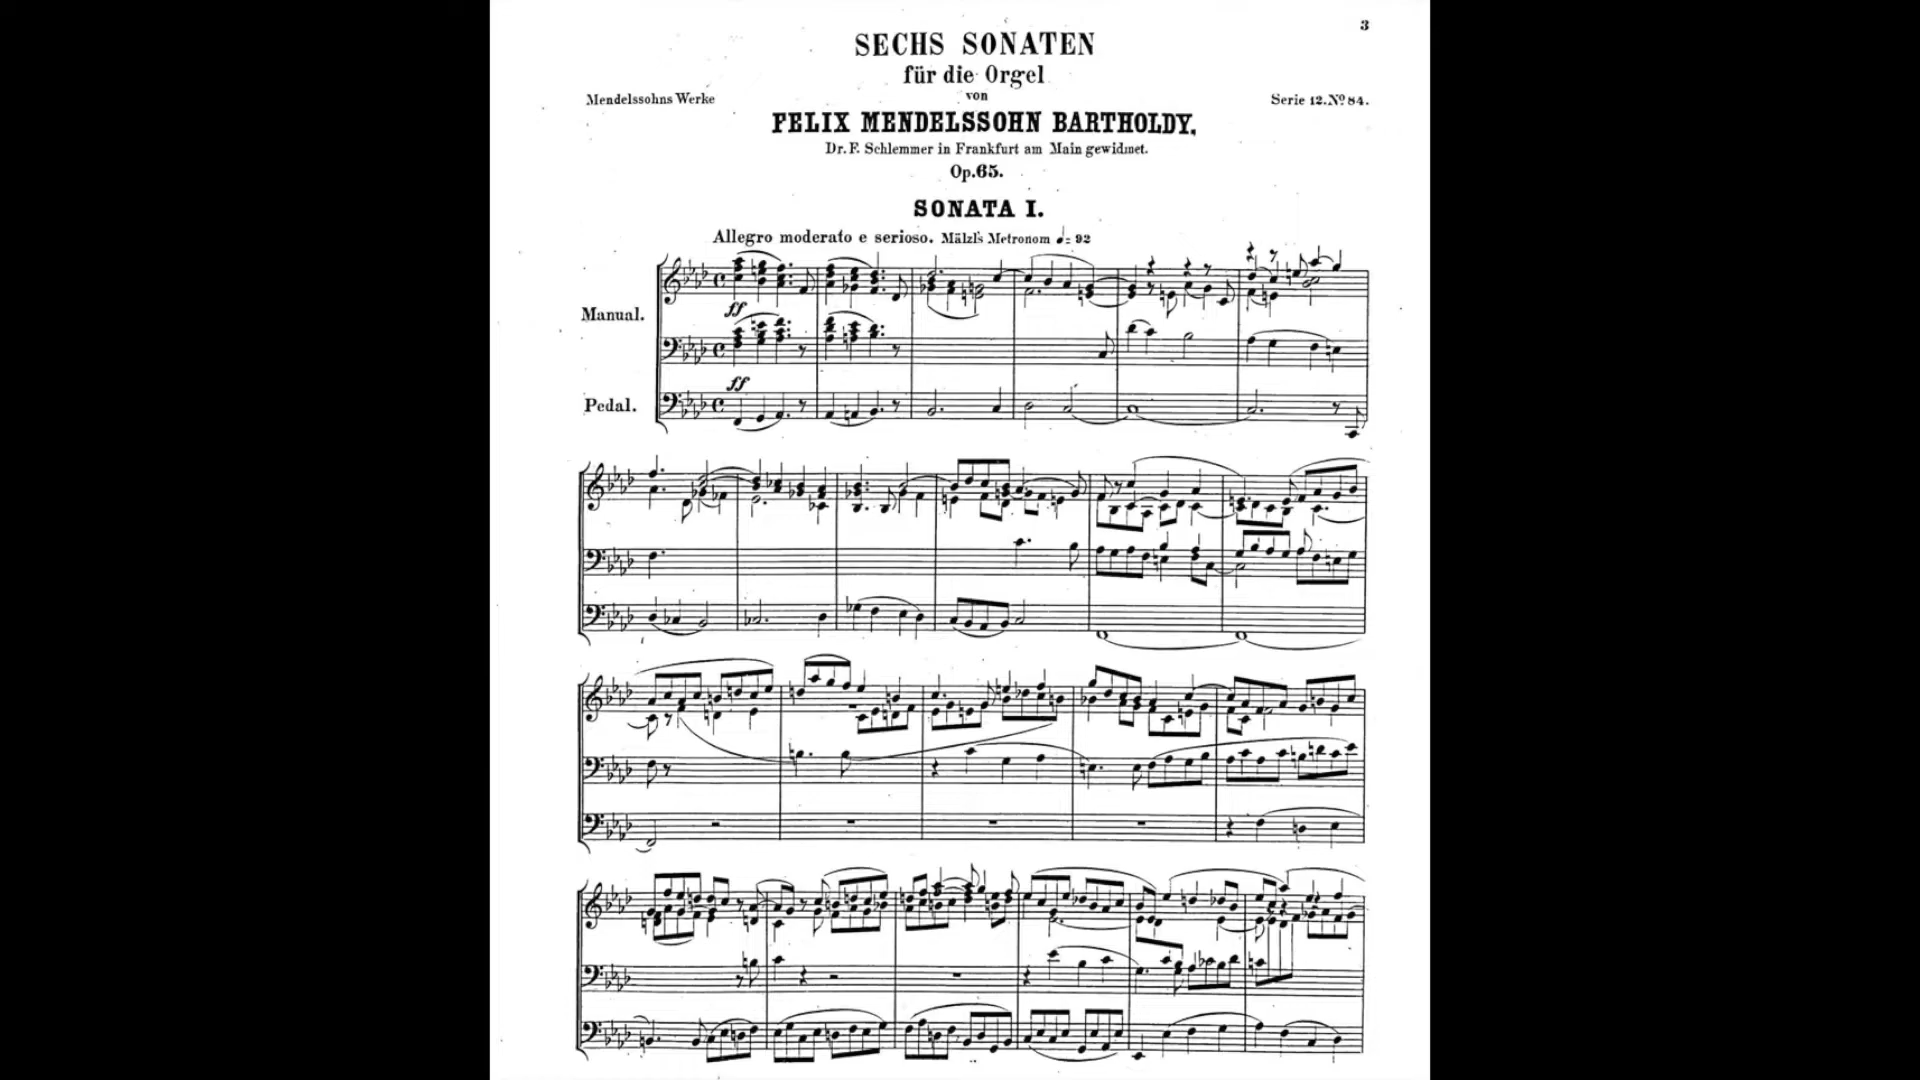 3
SECHS SONATEN
für die Orgel
von
Mendelssohns Werke
Serie 12. Nº 84.
FELIX MENDELSSOHN BARTHOLDY.
Dr. F. Schlemmer in Frankfurt am Main gewidmet.
Op. 65.
SONATA I.
Allegro moderato e serioso. Mälzl's Metronom ♩= 92
Manual.
ff
ff
Pedal.